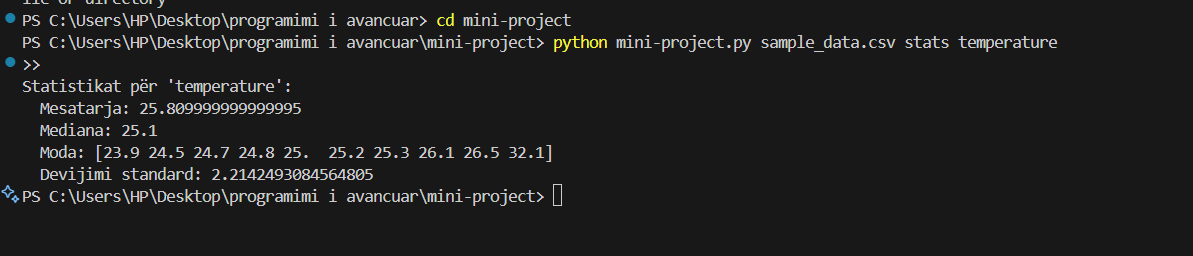 PS C:\Users\HP\Desktop\programimi i avancuar> cd mini-project
PS C:\Users\HP\Desktop\programimi i avancuar\mini-project> python mini-project.py sample_data.csv stats temperature
>>
Statistikat për 'temperature':
  Mesatarja: 25.809999999999995
  Mediana: 25.1
  Moda: [23.9 24.5 24.7 24.8 25.  25.2 25.3 26.1 26.5 32.1]
  Devijimi standard: 2.2142493084564805
PS C:\Users\HP\Desktop\programimi i avancuar\mini-project>